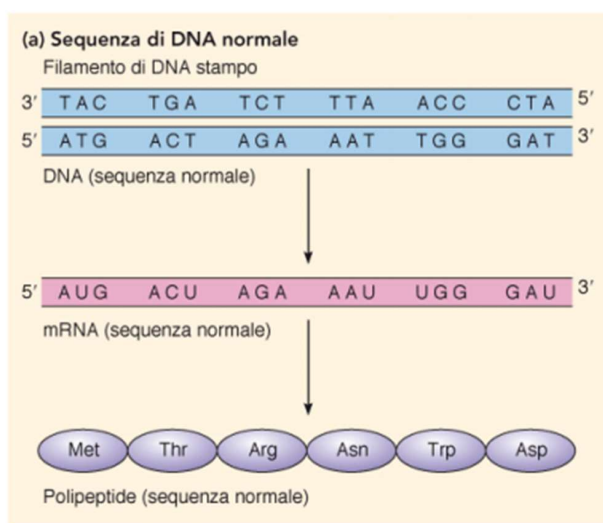 (a) Sequenza di DNA normale
Filamento di DNA stampo
3′ TAC TGA TCT TTA ACC CTA 5′
5′ ATG ACT AGA AAT TGG GAT 3′
DNA (sequenza normale)
5′ AUG ACU AGA AAU UGG GAU 3′
mRNA (sequenza normale)
Met Thr Arg Asn Trp Asp
Polipeptide (sequenza normale)